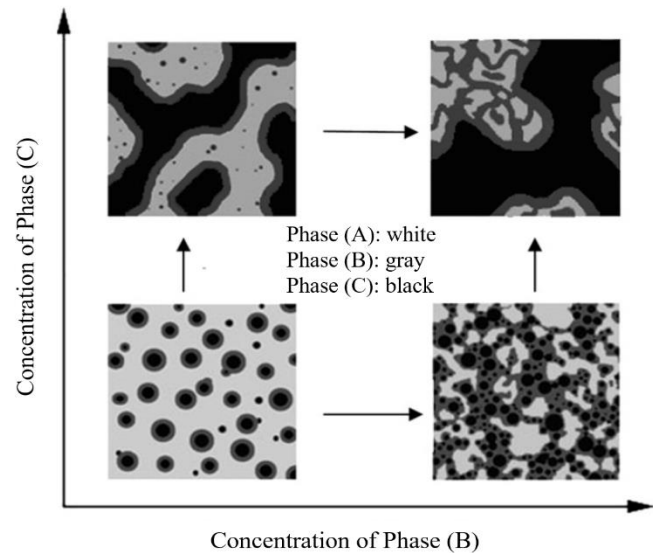 Concentration of Phase (C)
Phase (A): white
Phase (B): gray
Phase (C): black
Concentration of Phase (B)